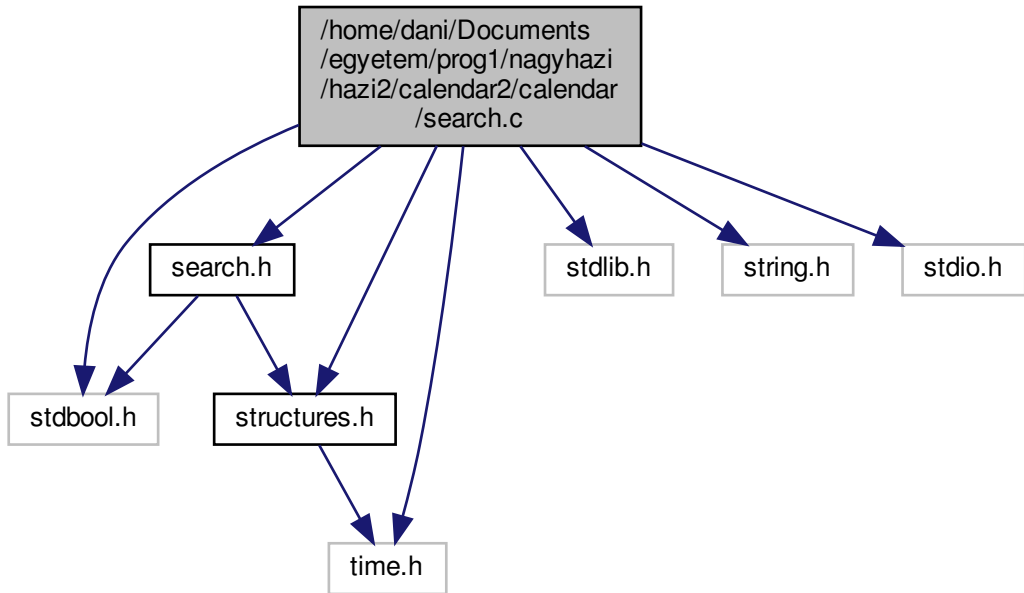 /home/dani/Documents
/egyetem/prog1/nagyhazi
/hazi2/calendar2/calendar
/search.c
search.h
stdlib.h
string.h
stdio.h
stdbool.h
structures.h
time.h